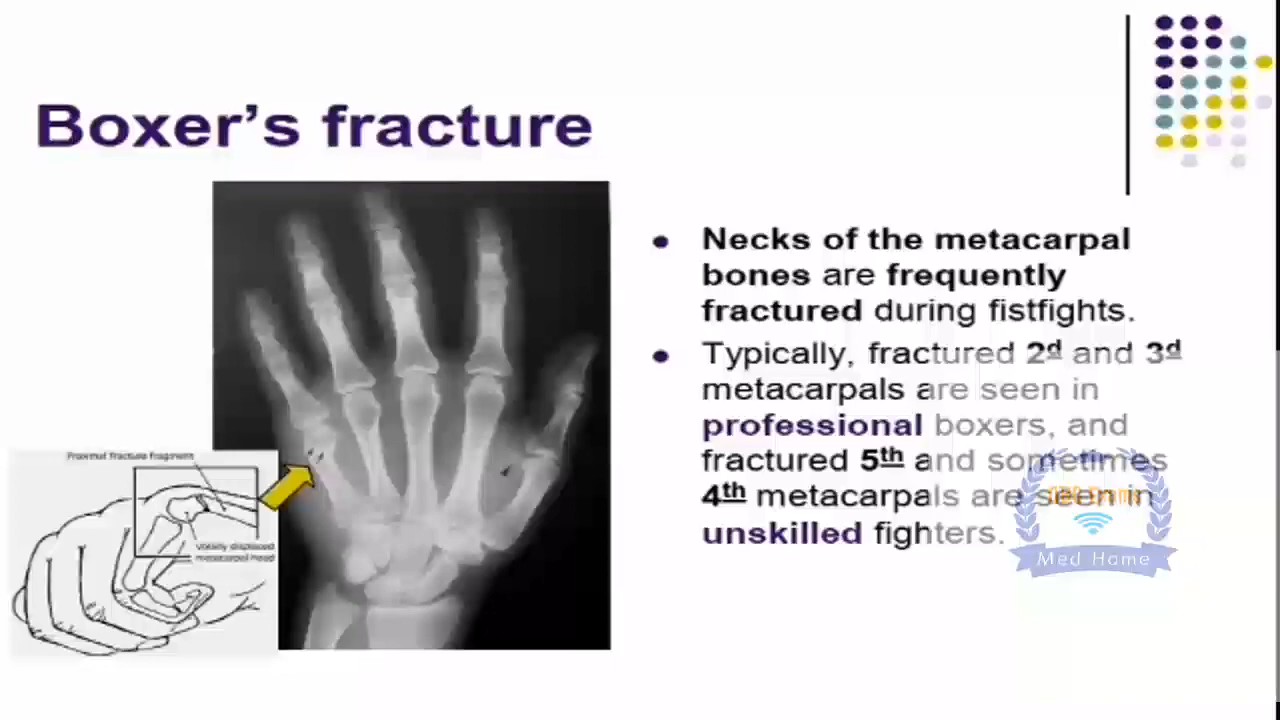 Boxer's fracture
Necks of the metacarpal
bones are frequently
fractured during fistfights.
Typically, fractured 2d and 3d
metacarpals are seen in
professional boxers, and
fractured 5th and sometimes
4th metacarpals are seen in
unskilled fighters.
Proximal fracture fragment
Volarly displaced
metacarpal head
Med Home